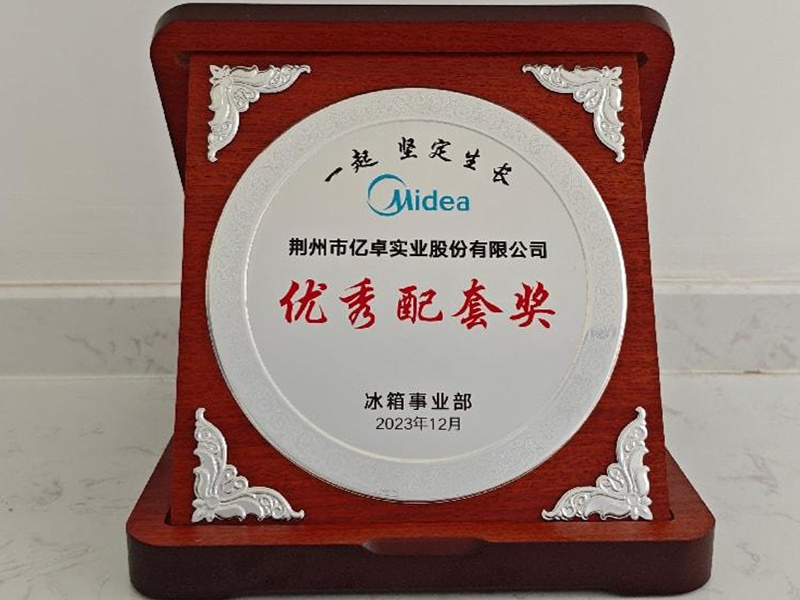 一起 坚定生长
Midea
荆州市亿卓实业股份有限公司
优秀配套奖
冰箱事业部
2023年12月